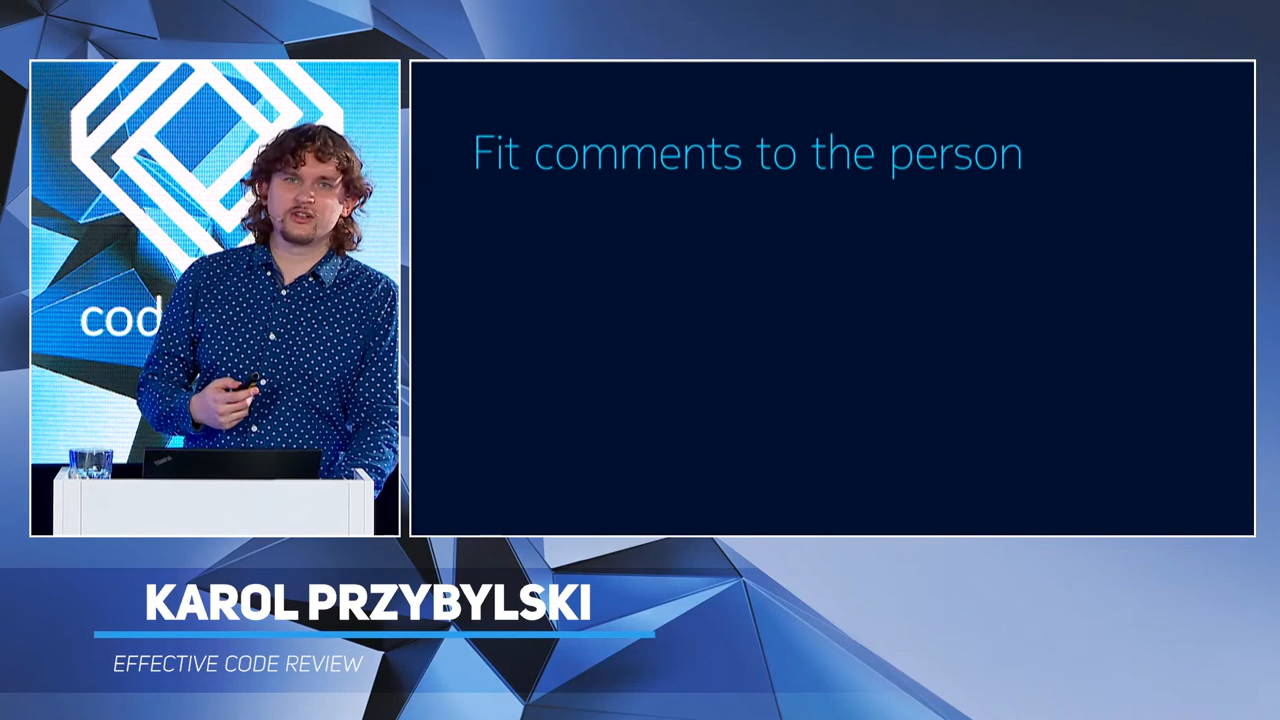 Fit comments to the person
cod
KAROL PRZYBYLSKI
EFFECTIVE CODE REVIEW